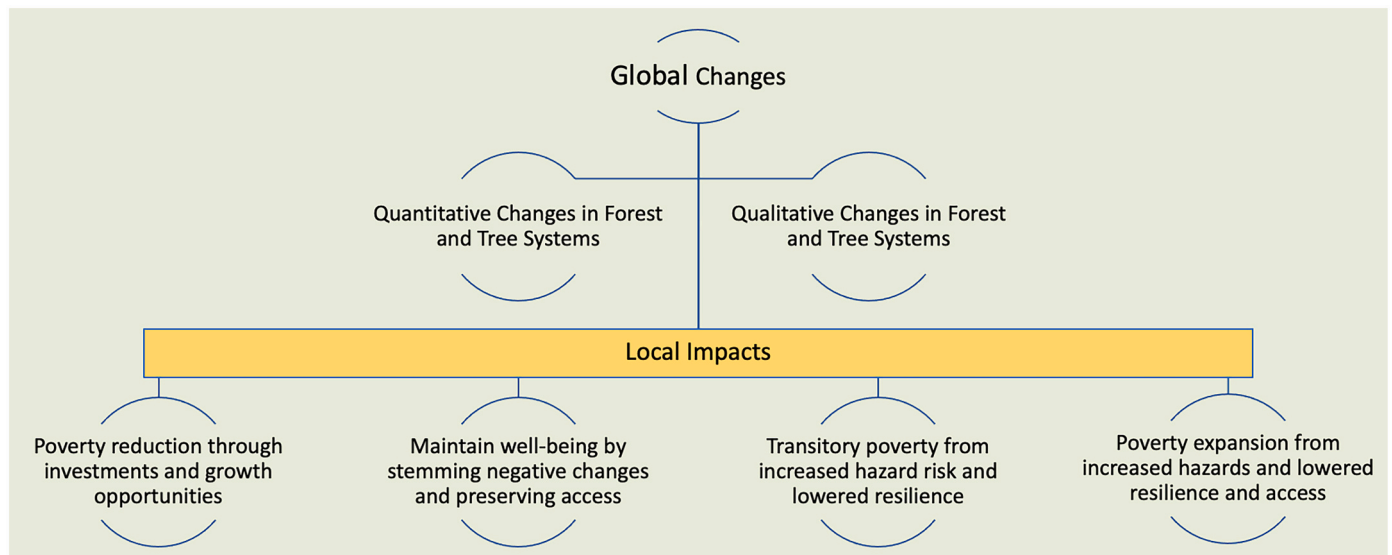 Global Changes
Quantitative Changes in Forest
and Tree Systems
Qualitative Changes in Forest
and Tree Systems
Local Impacts
Poverty reduction through
investments and growth
opportunities
Maintain well-being by
stemming negative changes
and preserving access
Transitory poverty from
increased hazard risk and
lowered resilience
Poverty expansion from
increased hazards and lowered
resilience and access